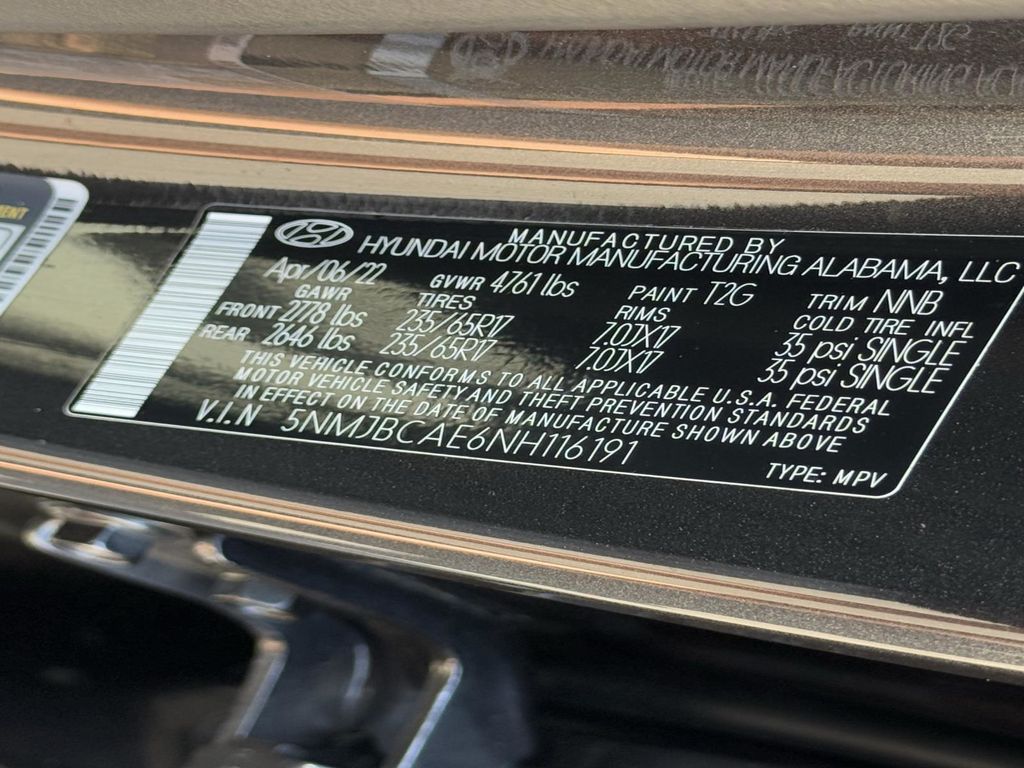 MANUFACTURED BY
HYUNDAI MOTOR MANUFACTURING ALABAMA, LLC
Apr/06/22 GVWR 4761 lbs PAINT T2G TRIM NNB
GAWR TIRES RIMS COLD TIRE INFL
FRONT 2778 lbs 235/65R17 7.0JX17 35 psi SINGLE
REAR 2646 lbs 235/65R17 7.0JX17 35 psi SINGLE
THIS VEHICLE CONFORMS TO ALL APPLICABLE U.S.A. FEDERAL
MOTOR VEHICLE SAFETY AND THEFT PREVENTION STANDARDS
IN EFFECT ON THE DATE OF MANUFACTURE SHOWN ABOVE
V.I.N 5NMJBCAE6NH116191
TYPE: MPV